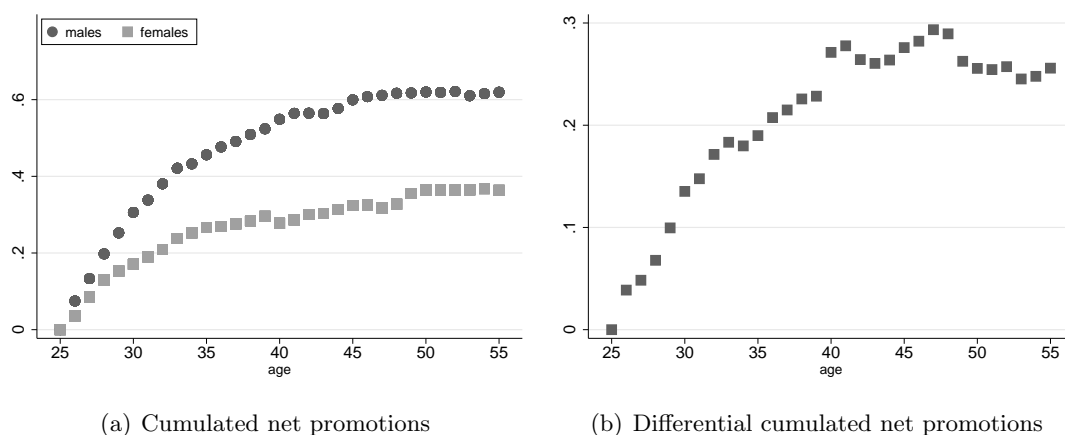 males females
0 .2 .4 .6
25 30 35 40 45 50 55
age
(a) Cumulated net promotions
0 .1 .2 .3
25 30 35 40 45 50 55
age
(b) Differential cumulated net promotions